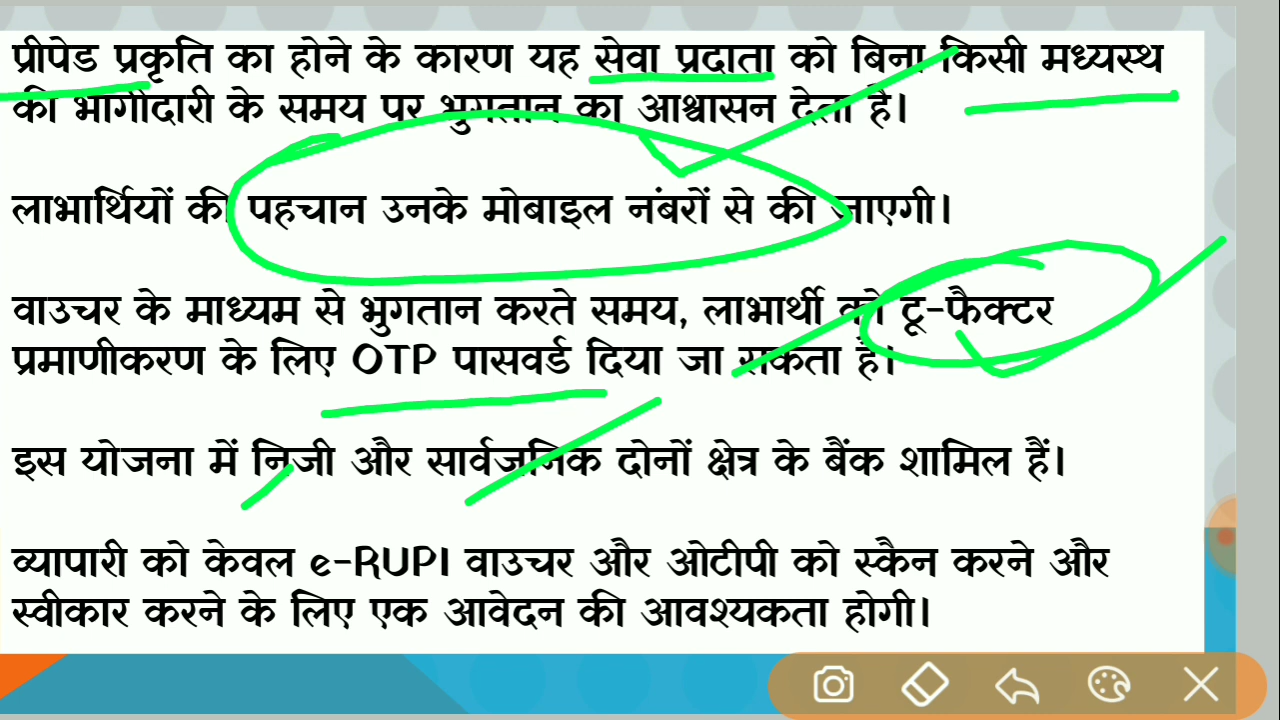 प्रीपेड प्रकृति का होने के कारण यह सेवा प्रदाता को बिना किसी मध्यस्थ
की भागीदारी के समय पर भुगतान का आश्वासन देता है।
लाभार्थियों की पहचान उनके मोबाइल नंबरों से की जाएगी।
वाउचर के माध्यम से भुगतान करते समय, लाभार्थी को टू-फैक्टर
प्रमाणीकरण के लिए OTP पासवर्ड दिया जा सकता है।
इस योजना में निजी और सार्वजनिक दोनों क्षेत्र के बैंक शामिल हैं।
व्यापारी को केवल e-RUPI वाउचर और ओटीपी को स्कैन करने और
स्वीकार करने के लिए एक आवेदन की आवश्यकता होगी।